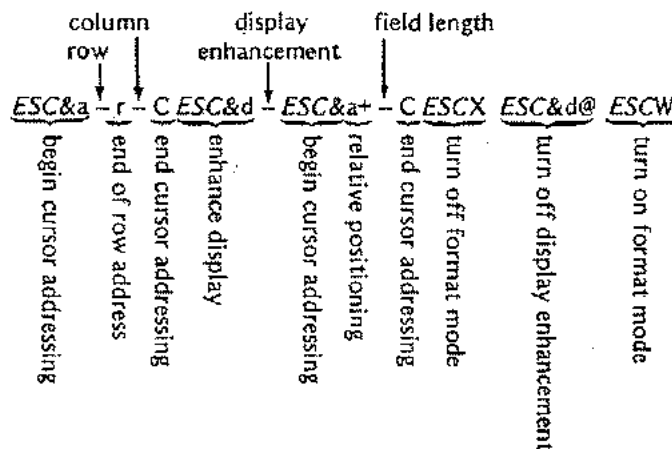 column
row
display
enhancement
field length
ESC&a – r – C ESC&d – ESC&a+ – C ESCX ESC&d@ ESCW
begin cursor addressing
end of row address
end cursor addressing
enhance display
begin cursor addressing
relative positioning
end cursor addressing
turn off format mode
turn off display enhancement
turn on format mode